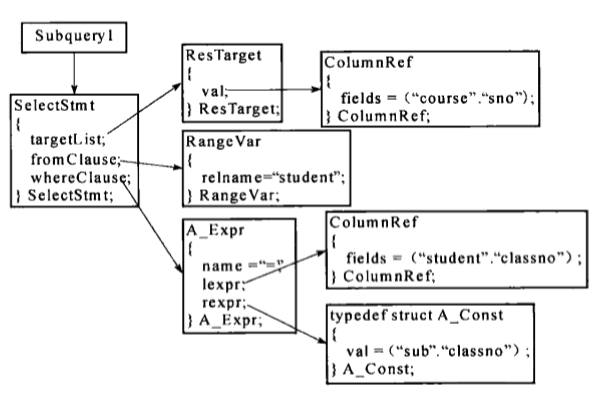 Subquery1
SelectStmt
{
targetList;
fromClause;
whereClause;
} SelectStmt;
ResTarget
{
val;
} ResTarget;
ColumnRef
{
fields = (“course”.“sno”);
} ColumnRef;
RangeVar
{
relname=“student”;
} RangeVar;
A_Expr
{
name =“=”
lexpr;
rexpr;
} A_Expr;
ColumnRef
{
fields = (“student”.“classno”) ;
} ColumnRef;
typedef struct A_Const
{
val = (“sub”.“classno”) ;
} A_Const;